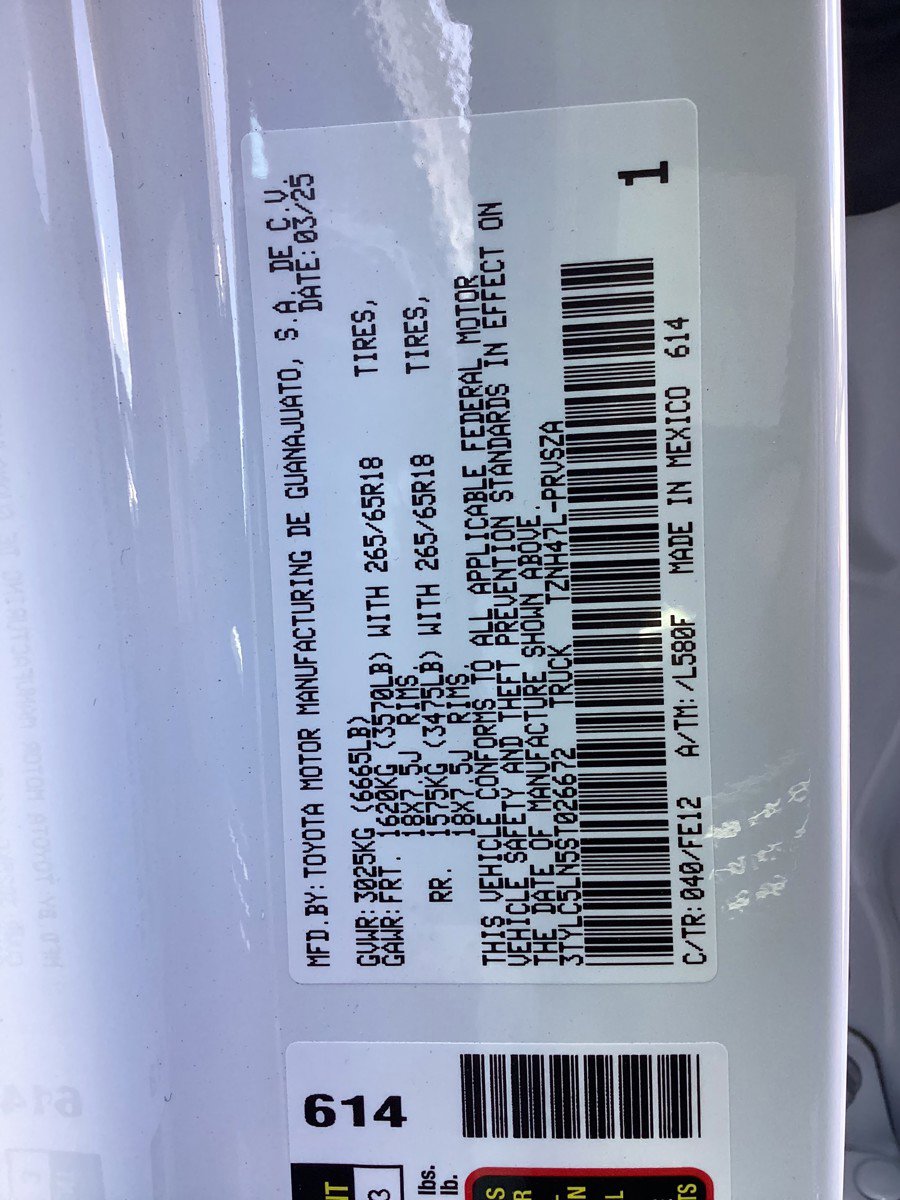 MFD.BY:TOYOTA MOTOR MANUFACTURING DE GUANAJUATO, S.A. DE C.V.
DATE:03/25
GVWR:3025KG (6665LB)
GAWR:FRT. 1620KG (3570LB) WITH 265/65R18 TIRES,
18X7.5J RIMS.
RR. 1575KG (3475LB) WITH 265/65R18 TIRES,
18X7.5J RIMS.
THIS VEHICLE CONFORMS TO ALL APPLICABLE FEDERAL MOTOR
VEHICLE SAFETY AND THEFT PREVENTION STANDARDS IN EFFECT ON
THE DATE OF MANUFACTURE SHOWN ABOVE.
3TYLC5LN5ST026672 TRUCK TZNH47L-PRVSZA
1
C/TR:040/FE12 A/TM:/L580F MADE IN MEXICO 614
614
lbs.
lb.